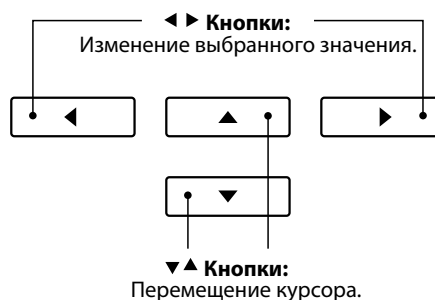 ◀ ▶ Кнопки:
Изменение выбранного значения.
▼▲ Кнопки:
Перемещение курсора.